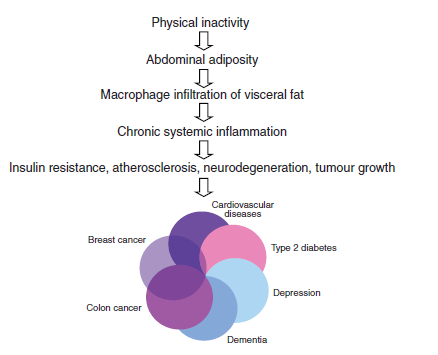 Physical inactivity
Abdominal adiposity
Macrophage infiltration of visceral fat
Chronic systemic inflammation
Insulin resistance, atherosclerosis, neurodegeneration, tumour growth
Cardiovascular
diseases
Breast cancer
Type 2 diabetes
Depression
Colon cancer
Dementia